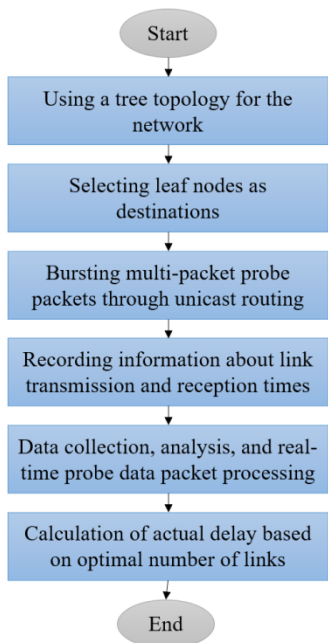 Start
Using a tree topology for the
network
Selecting leaf nodes as
destinations
Bursting multi-packet probe
packets through unicast routing
Recording information about link
transmission and reception times
Data collection, analysis, and real-
time probe data packet processing
Calculation of actual delay based
on optimal number of links
End